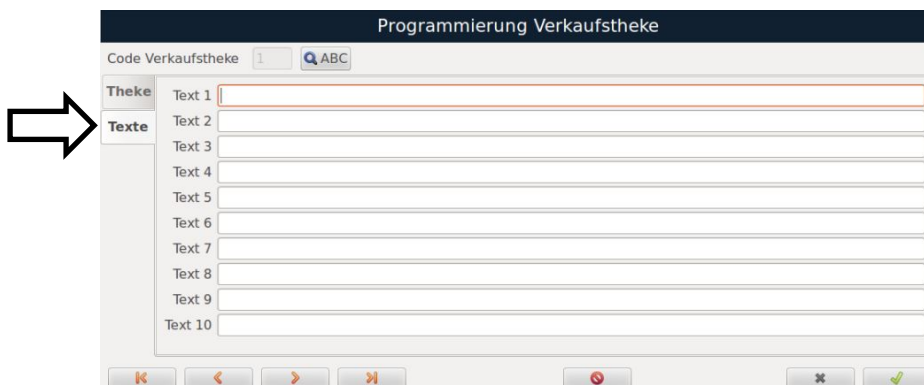 Programmierung Verkaufstheke
Code Verkaufstheke 1 ABC
Theke
Texte
Text 1
Text 2
Text 3
Text 4
Text 5
Text 6
Text 7
Text 8
Text 9
Text 10